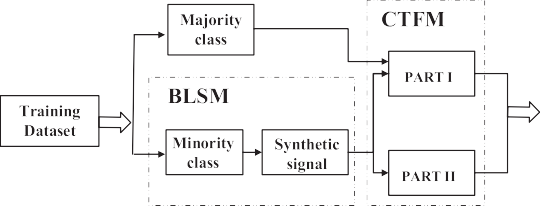 CTFM
Majority
class
PART I
BLSM
Training
Dataset
Minority
class
Synthetic
signal
PART II